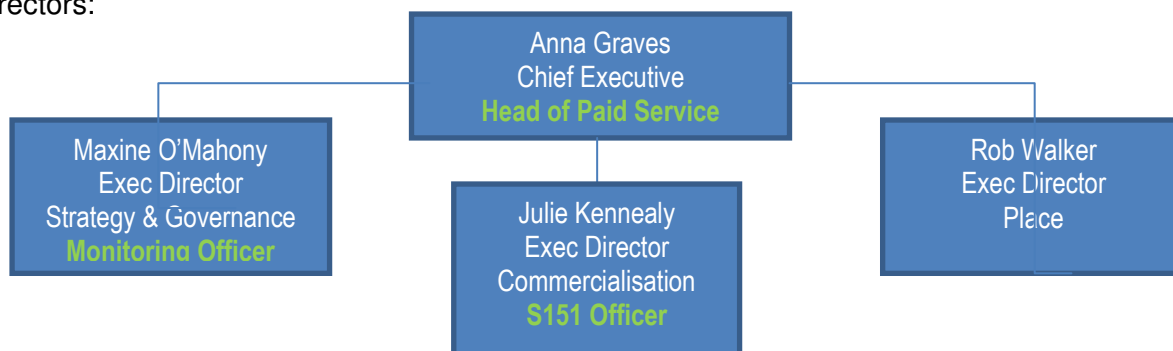 rectors:
Anna Graves
Chief Executive
Head of Paid Service
Maxine O’Mahony
Exec Director
Strategy & Governance
Monitoring Officer
Julie Kennealy
Exec Director
Commercialisation
S151 Officer
Rob Walker
Exec Director
Place